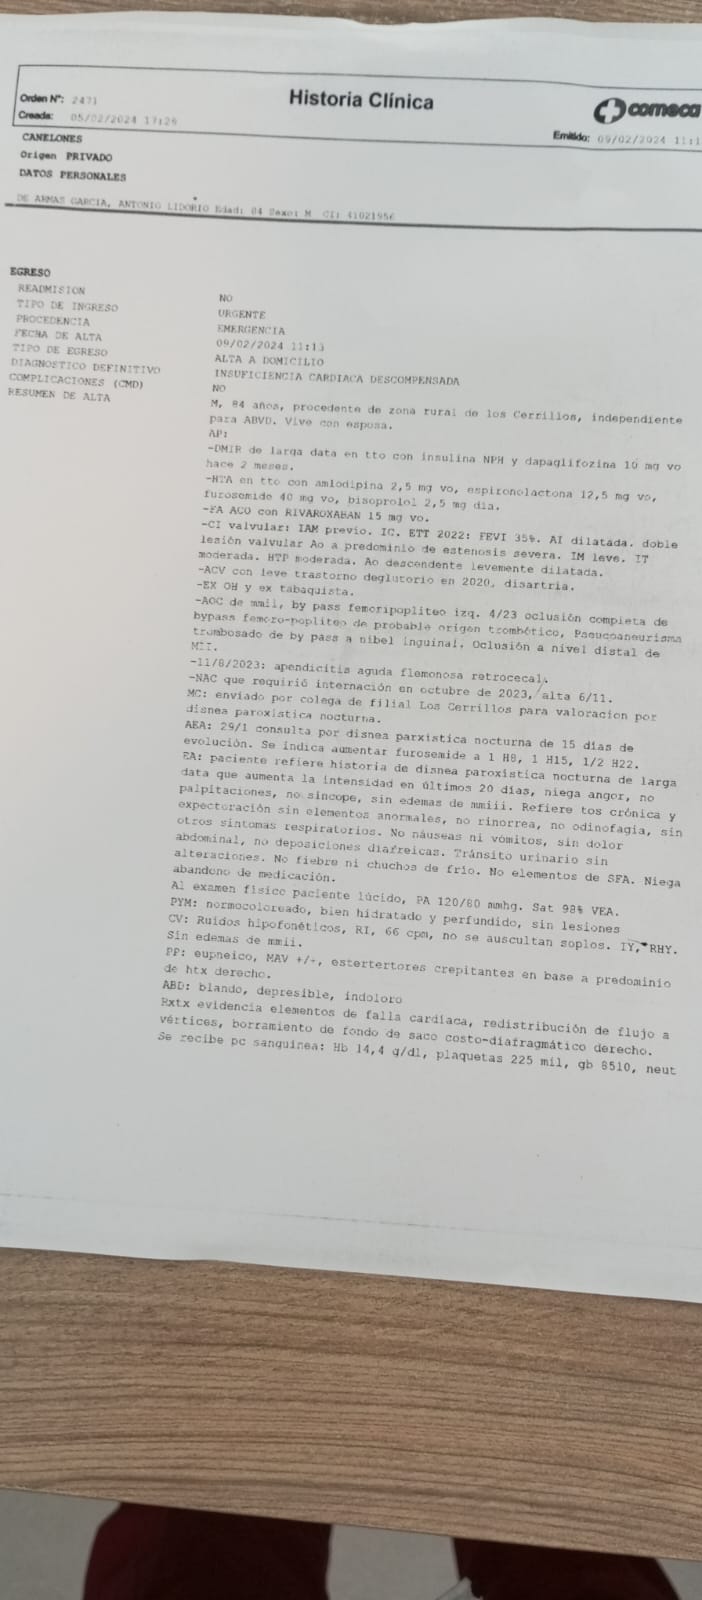 Historia Clínica
comeca
Orden N°: 2471
Creada: 05/02/2024 17:26
Emitido: 09/02/2024 11:1
CANELONES
Origen PRIVADO
DATOS PERSONALES
DE ARMAS GARCIA, ANTONIO LIDORIO Edad: 84 Sexo: M CI: 41021956
EGRESO
READMISION NO
TIPO DE INGRESO URGENTE
PROCEDENCIA EMERGENCIA
FECHA DE ALTA 09/02/2024 11:13
TIPO DE EGRESO ALTA A DOMICILIO
DIAGNOSTICO DEFINITIVO INSUFICIENCIA CARDIACA DESCOMPENSADA
COMPLICACIONES (CMD) NO
RESUMEN DE ALTA M, 84 años, procedente de zona rural de los Cerrillos, independiente
para ABVD. Vive con esposa.
AP:
-DMIR de larga data en tto con insulina NPH y dapaglifozina 10 mg vo
hace 2 meses.
-HTA en tto con amlodipina 2,5 mg vo, espironolactona 12,5 mg vo,
furosemide 40 mg vo, bisoprolol 2,5 mg dia.
-FA ACO con RIVAROXABAN 15 mg vo.
-CI valvular: IAM previo. IC. ETT 2022: FEVI 35%. AI dilatada. doble
lesión valvular Ao a predominio de estenosis severa. IM leve. IT
moderada. HTP moderada. Ao descendente levemente dilatada.
-ACV con leve trastorno deglutorio en 2020, disartria.
-EX OH y ex tabaquista.
-AOC de mmii, by pass femoripopliteo izq. 4/23 oclusión completa de
bypass femoro-popliteo de probable origen trombótico, Pseucoaneurisma
trombosado de by pass a nibel inguinal. Oclusión a nivel distal de
MII.
-11/8/2023: apendicitis aguda flemonosa retrocecal.
-NAC que requirió internación en octubre de 2023, alta 6/11.
MC: enviado por colega de filial Los Cerrillos para valoracion por
disnea paroxistica nocturna.
AEA: 29/1 consulta por disnea parxistica nocturna de 15 dias de
evolución. Se indica aumentar furosemide a 1 H8, 1 H15, 1/2 H22.
EA: paciente refiere historia de disnea paroxistica nocturna de larga
data que aumenta la intensidad en últimos 20 dias, niega angor, no
palpitaciones, no sincope, sin edemas de mmiii. Refiere tos crónica y
expectoración sin elementos anormales, no rinorrea, no odinofagia, sin
otros sintomas respiratorios. No náuseas ni vómitos, sin dolor
abdominal, no deposiciones diafreicas. Tránsito urinario sin
alteraciones. No fiebre ni chuchos de frio. No elementos de SFA. Niega
abandono de medicación.
Al examen fisico paciente lúcido, PA 120/80 mmhg. Sat 98% VEA.
PYM: normocoloreado, bien hidratado y perfundido, sin lesiones
CV: Ruidos hipofonéticos, RI, 66 cpm, no se auscultan soplos. IY, RHY.
Sin edemas de mmii.
PP: eupneico, MAV +/+, estertertores crepitantes en base a predominio
de htx derecho.
ABD: blando, depresible, indoloro
Rxtx evidencia elementos de falla cardiaca, redistribución de flujo a
vértices, borramiento de fondo de saco costo-diafragmático derecho.
Se recibe pc sanguinea: Hb 14,4 g/dl, plaquetas 225 mil, gb 8510, neut